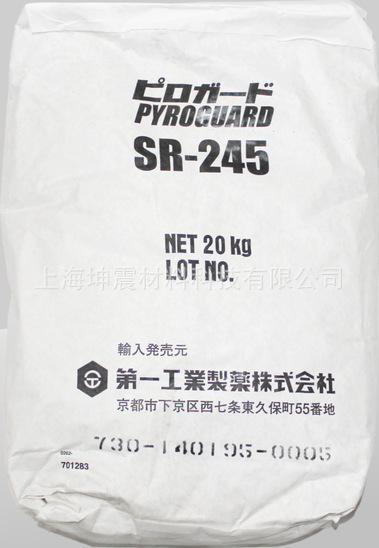 ピロガード
PYROGUARD
SR-245
NET 20 kg
LOT NO.
上海坤震材料科技有限公司
輸入発売元
第一工業製薬株式会社
京都市下京区西七条東久保町55番地
730-140195-0005
0202-
701283